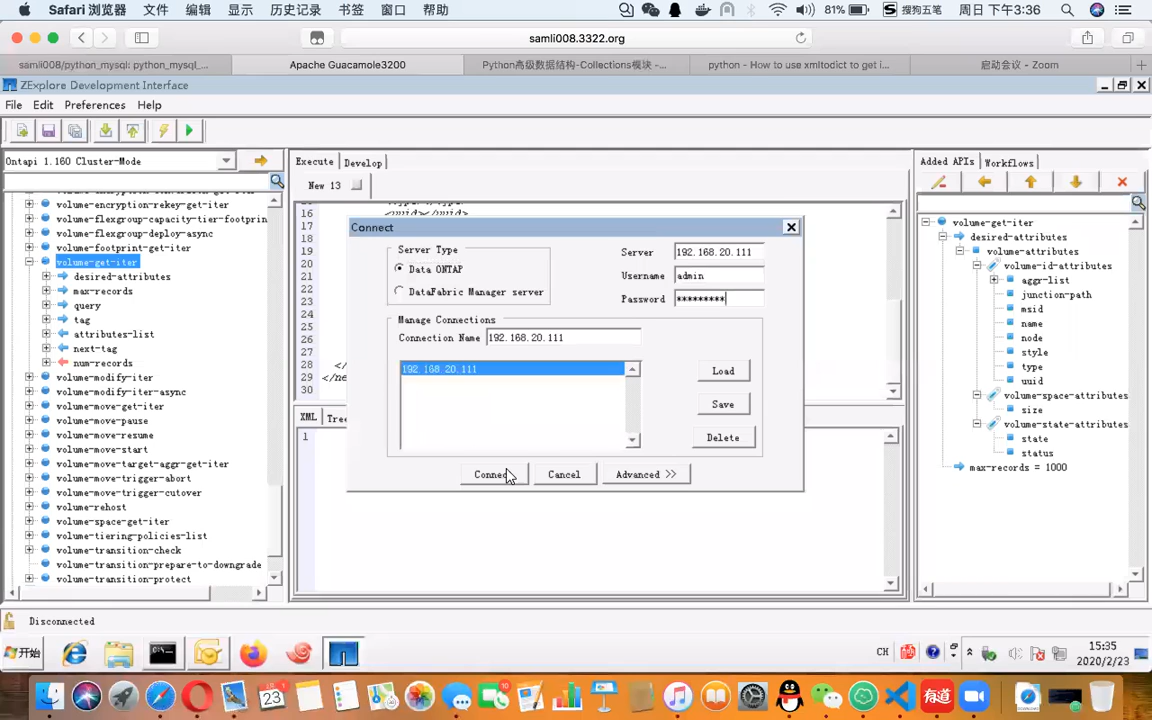 Safari 浏览器 文件 编辑 显示 历史记录 书签 窗口 帮助 81% 搜狗五笔 周日 下午3:36
samli008.3322.org
samli008/python_mysql: python_mysql_... Apache Guacamole3200 Python高级数据结构-Collections模块 -... python - How to use xmltodict to get i... 启动会议 - Zoom
ZExplore Development Interface
File Edit Preferences Help
Ontapi 1.160 Cluster-Mode
Execute Develop
Added APIs Workflows
New 13
volume-encryption-rekey-get-iter
volume-flexgroup-capacity-tier-footprin
volume-flexgroup-deploy-async
volume-footprint-get-iter
volume-get-iter
desired-attributes
max-records
query
tag
attributes-list
next-tag
num-records
volume-modify-iter
volume-modify-iter-async
volume-move-get-iter
volume-move-pause
volume-move-resume
volume-move-start
volume-move-target-aggr-get-iter
volume-move-trigger-abort
volume-move-trigger-cutover
volume-rehost
volume-space-get-iter
volume-tiering-policies-list
volume-transition-check
volume-transition-prepare-to-downgrade
volume-transition-protect
16
17
18
19
20
21
22
23
24
25
26
27
28 </
29 </ne
30
XML Tree
1
Connect
Server Type
Data ONTAP
DataFabric Manager server
Server 192.168.20.111
Username admin
Password *********
Manage Connections
Connection Name 192.168.20.111
192.168.20.111
Load
Save
Delete
Connect Cancel Advanced >>
volume-get-iter
desired-attributes
volume-attributes
volume-id-attributes
aggr-list
junction-path
msid
name
node
style
type
uuid
volume-space-attributes
size
volume-state-attributes
state
status
max-records = 1000
Disconnected
开始
CH
15:35
2020/2/23
23
有道